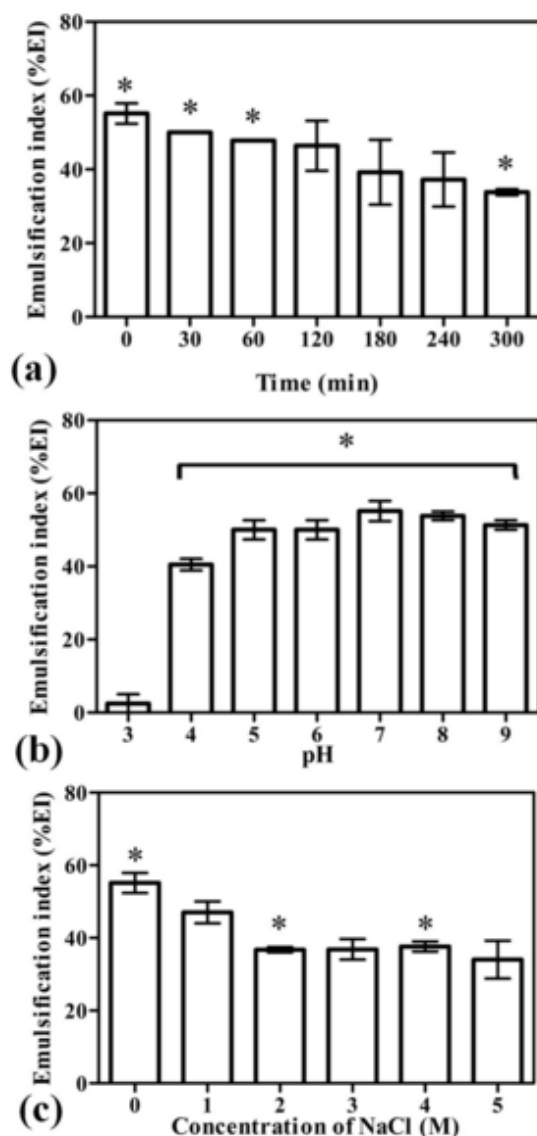 Emulsification index (%EI)
80
60
40
20
0
* * * *
0 30 60 120 180 240 300
Time (min)
(a)
Emulsification index (%EI)
80
60
40
20
0
*
3 4 5 6 7 8 9
pH
(b)
Emulsification index (%EI)
80
60
40
20
0
* * *
0 1 2 3 4 5
Concentration of NaCl (M)
(c)